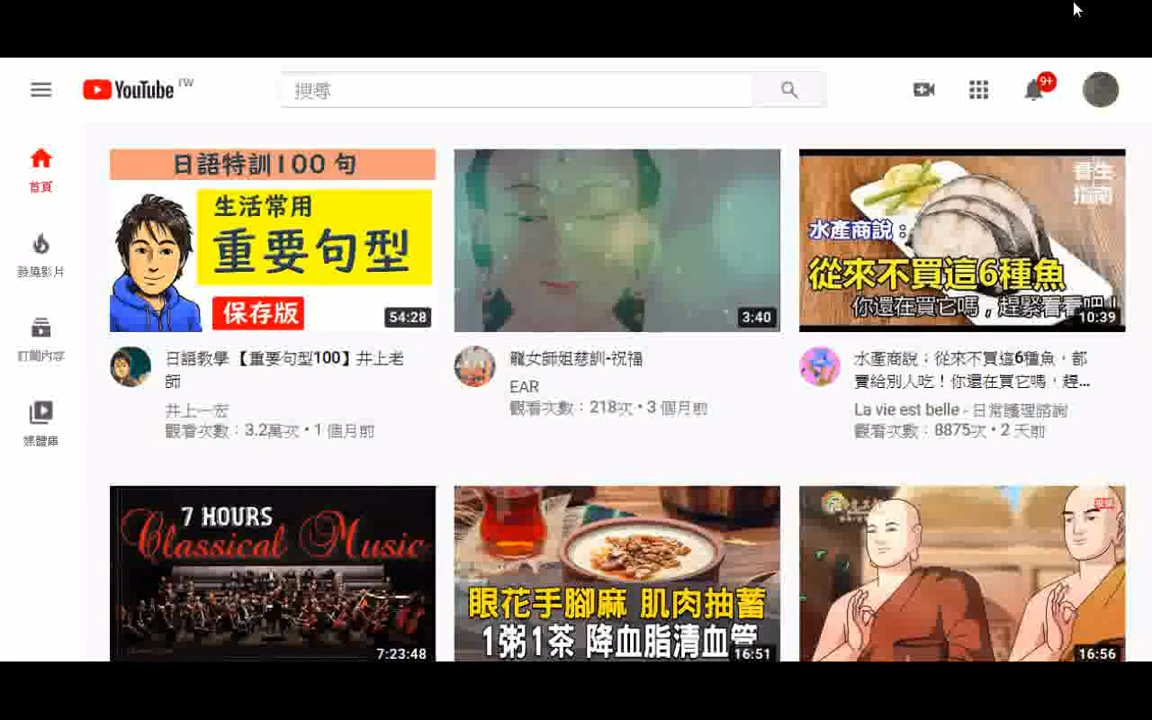 YouTube
搜尋
9+
首頁
發燒影片
訂閱內容
媒體庫
日語特訓100 句
生活常用
重要句型
保存版
54:28
3:40
水產商說：
從來不買這6種魚
你還在買它嗎，趕緊看看吧！
10:39
日語教學 【重要句型100】井上老
師
井上一宏
觀看次數：3.2萬次 • 1 個月前
龍女師姐慈訓-祝福
EAR
觀看次數：218次 • 3 個月前
水產商說：從來不買這6種魚，都
賣給別人吃！你還在買它嗎，趕...
La vie est belle - 日常護理諮詢
觀看次數：8875次 • 2 天前
7 HOURS
Classical Music
7:23:48
眼花手腳麻 肌肉抽蓄
1粥1茶 降血脂清血管
16:51
16:56